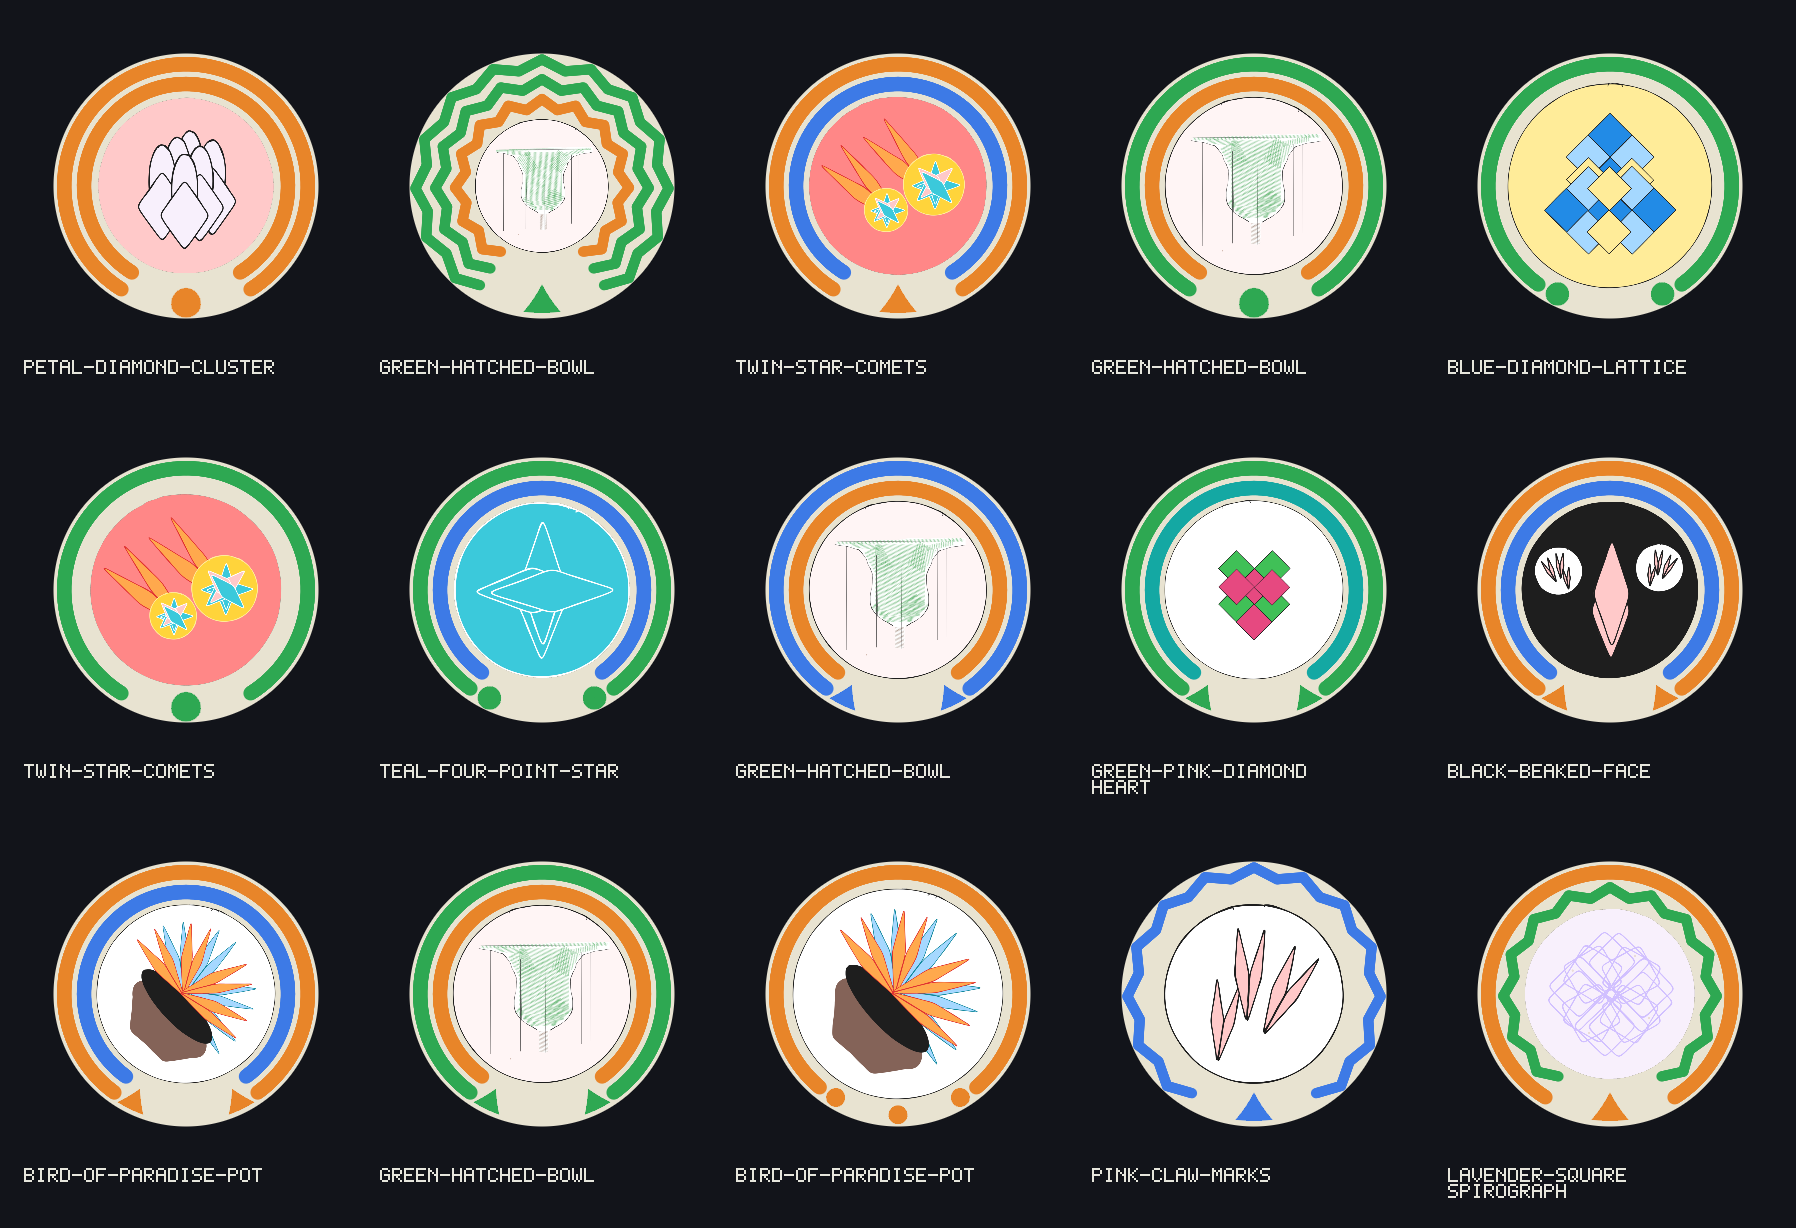 PETAL-DIAMOND-CLUSTER
GREEN-HATCHED-BOWL
TWIN-STAR-COMETS
GREEN-HATCHED-BOWL
BLUE-DIAMOND-LATTICE
TWIN-STAR-COMETS
TEAL-FOUR-POINT-STAR
GREEN-HATCHED-BOWL
GREEN-PINK-DIAMOND
HEART
BLACK-BEAKED-FACE
BIRD-OF-PARADISE-POT
GREEN-HATCHED-BOWL
BIRD-OF-PARADISE-POT
PINK-CLAW-MARKS
LAVENDER-SQUARE
SPIROGRAPH